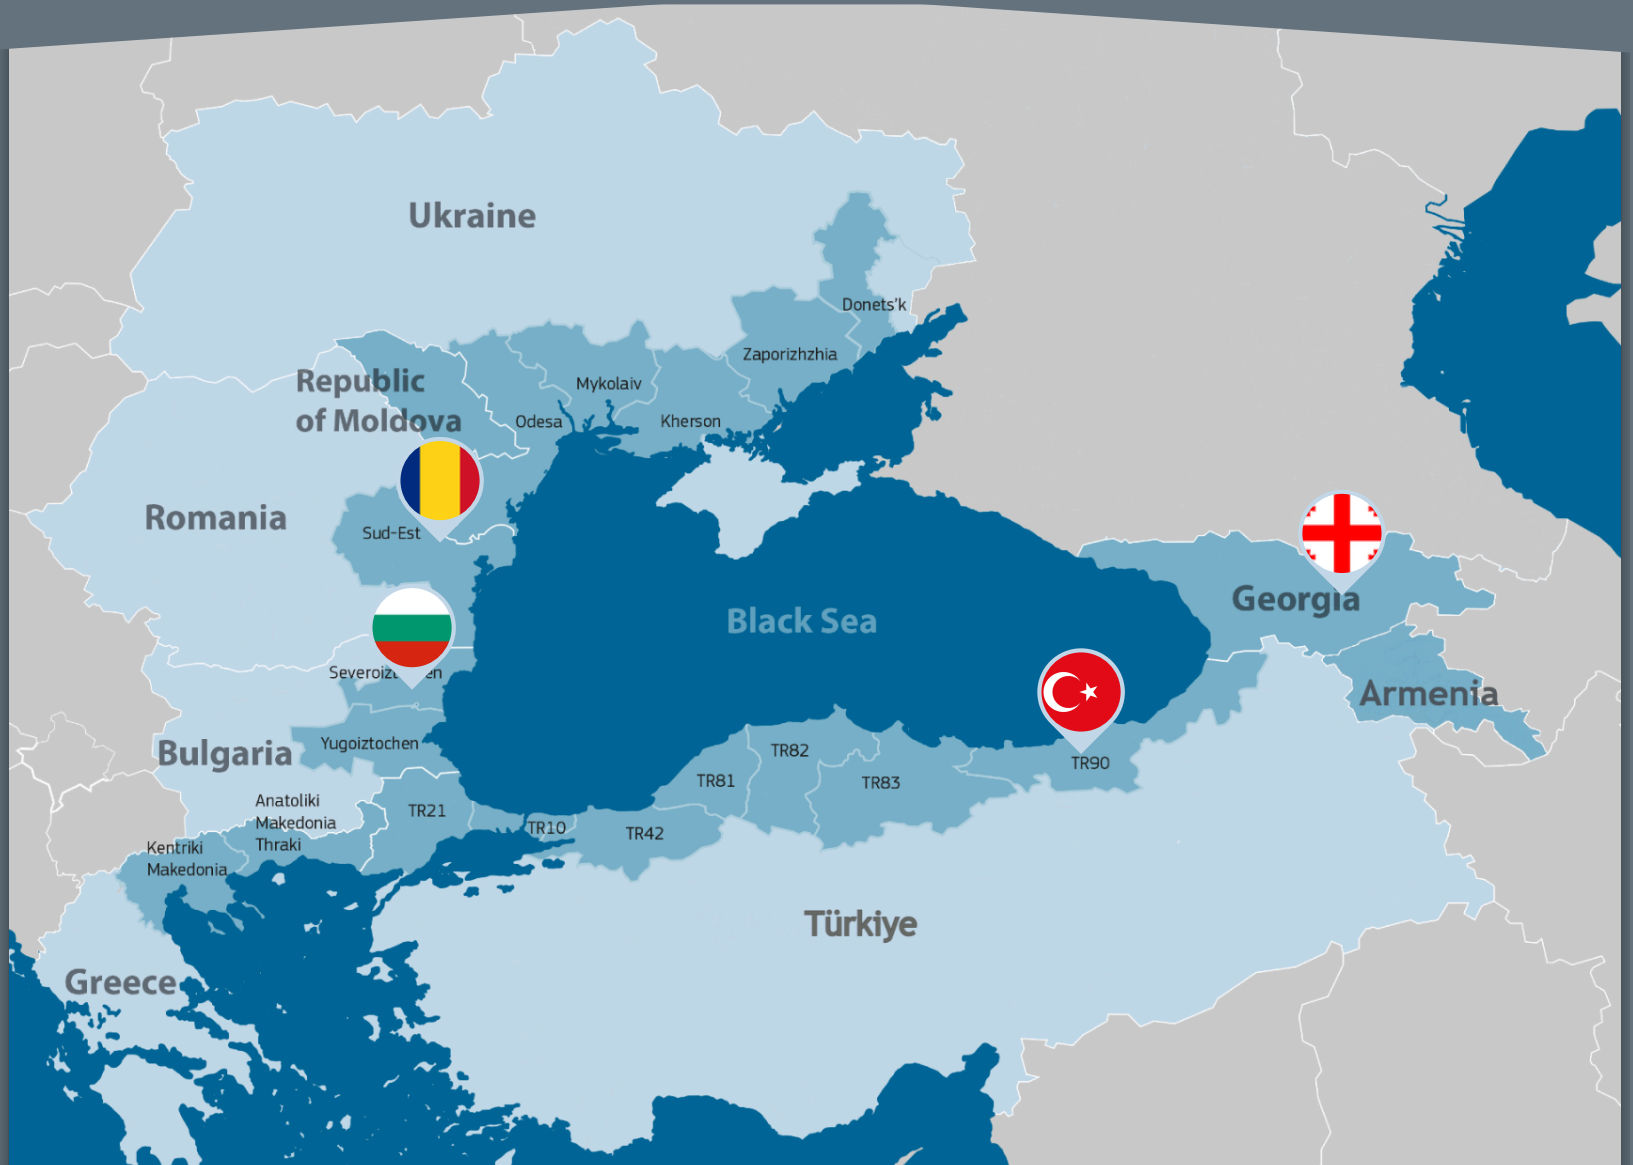 Ukraine
Donets'k
Zaporizhzhia
Republic
of Moldova
Mykolaiv
Odesa
Kherson
Romania
Sud-Est
Georgia
Black Sea
Armenia
Yugoiztochen
Bulgaria
TR82
TR90
TR81
TR83
Anatoliki
Makedonia
Thraki
TR21
TR10
TR42
Kentriki
Makedonia
Türkiye
Greece